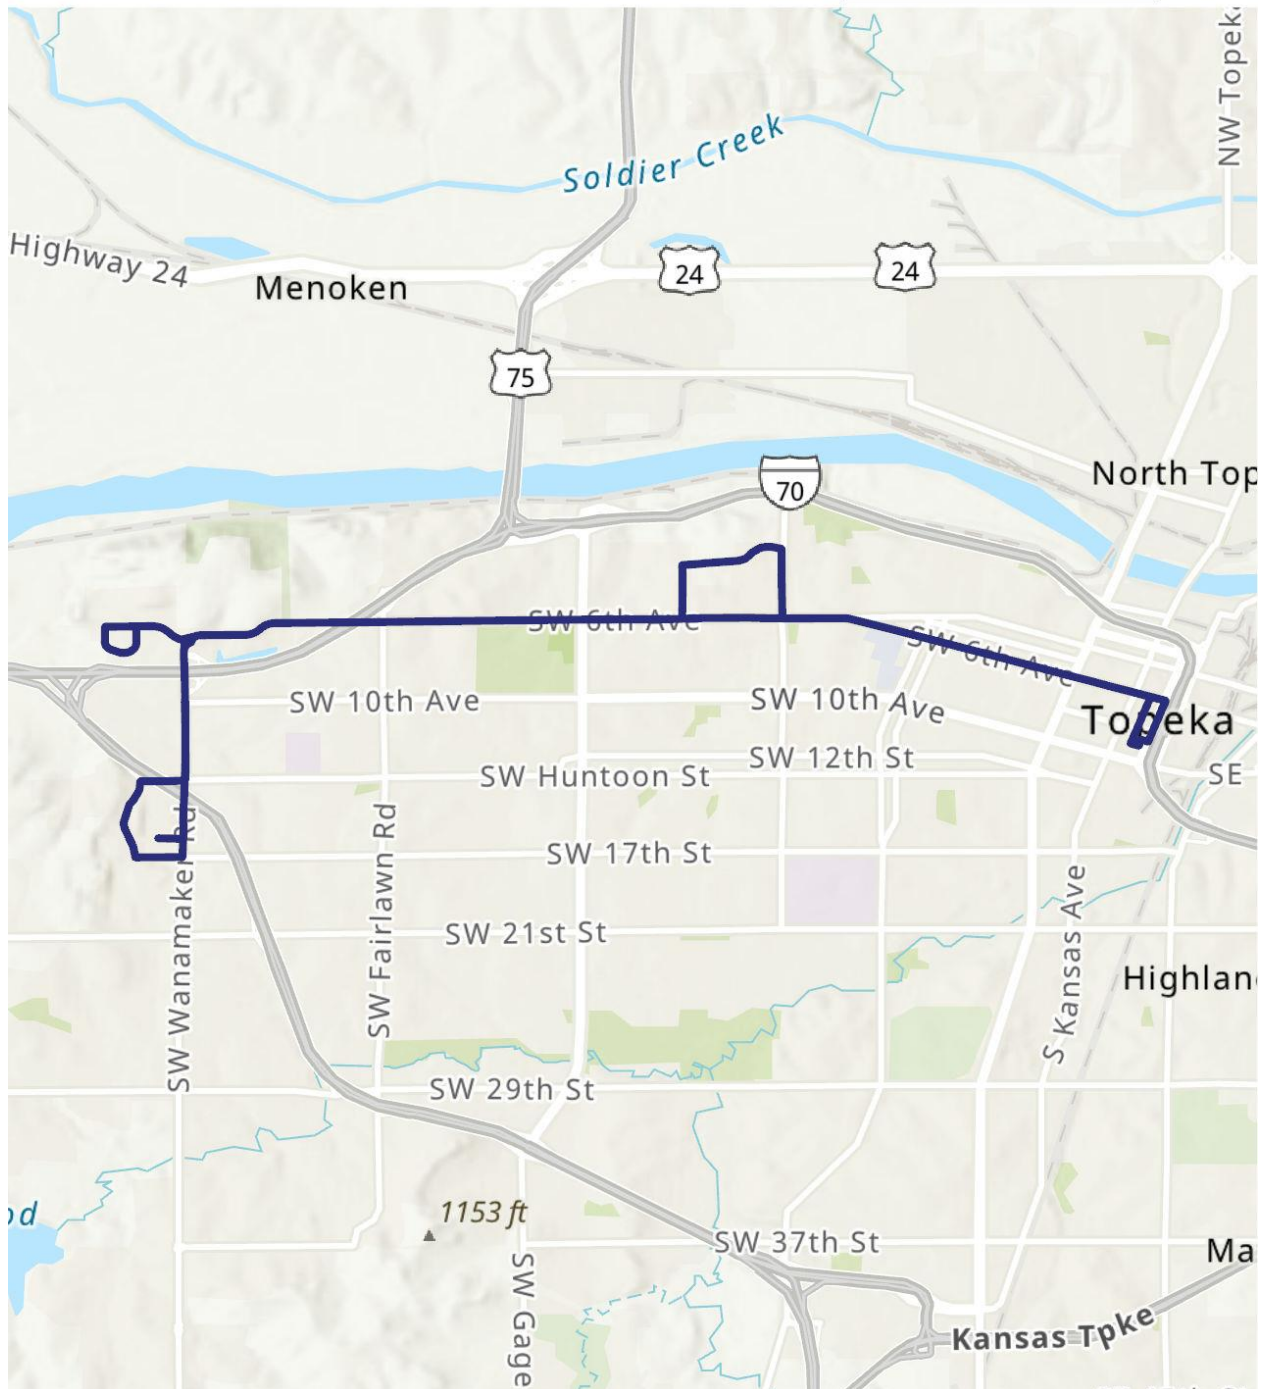 NW Topeka
Soldier Creek
Highway 24
Menoken
24
24
75
North Top
70
SW 6th Ave
SW 6th Ave
SW 10th Ave
SW 10th Ave
Topeka
SW 12th St
SW Huntoon St
SE
SW Wanamaker Rd
SW Fairlawn Rd
SW 17th St
SW 21st St
S Kansas Ave
Highlan
SW 29th St
od
1153 ft
SW 37th St
Ma
SW Gage
Kansas Tpke